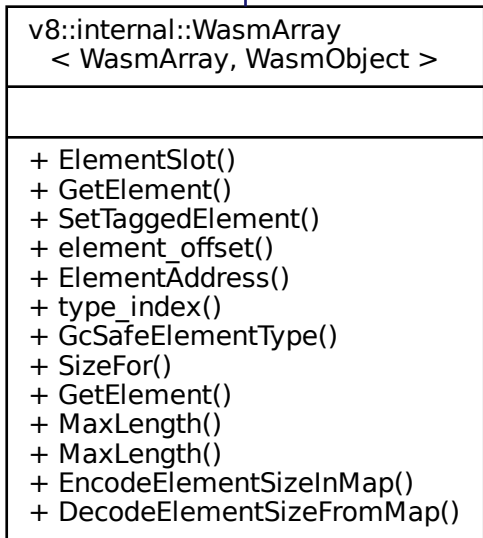 v8::internal::WasmArray
< WasmArray, WasmObject >
+ ElementSlot()
+ GetElement()
+ SetTaggedElement()
+ element_offset()
+ ElementAddress()
+ type_index()
+ GcSafeElementType()
+ SizeFor()
+ GetElement()
+ MaxLength()
+ MaxLength()
+ EncodeElementSizeInMap()
+ DecodeElementSizeFromMap()